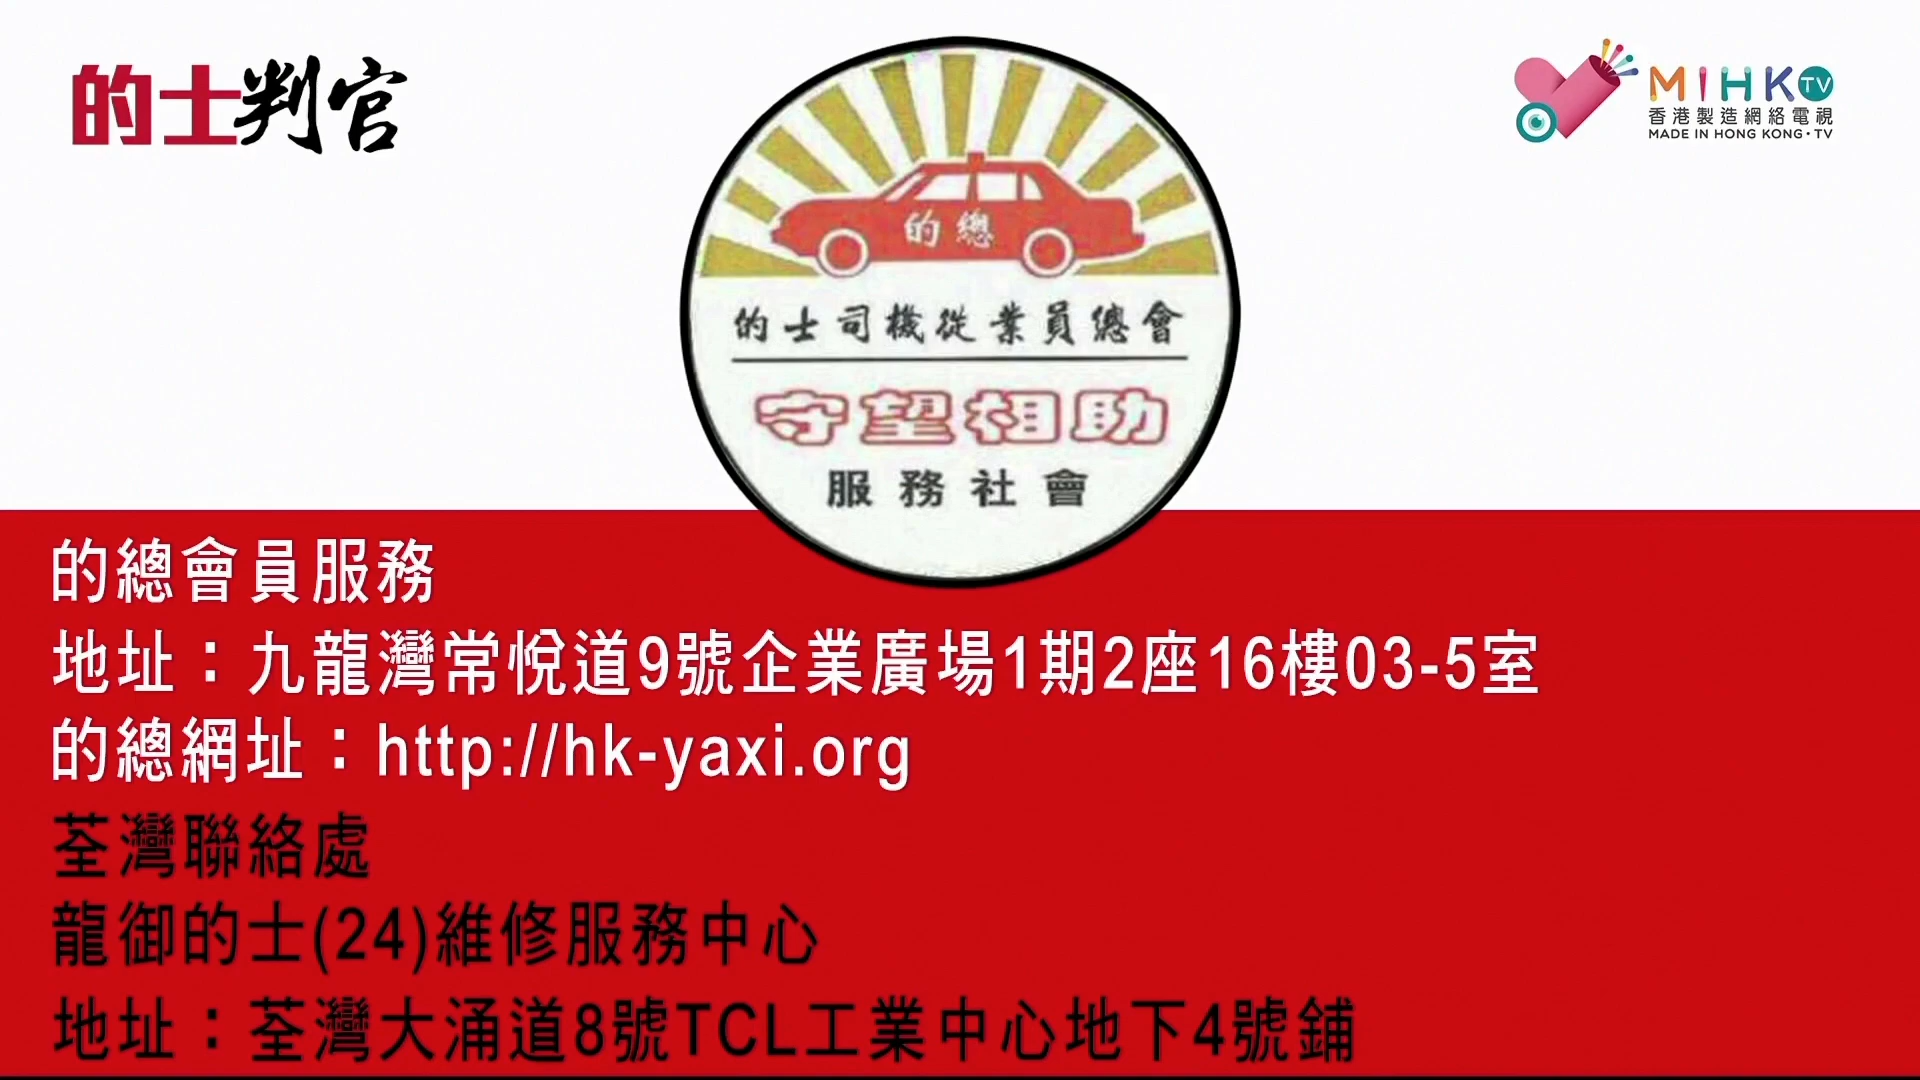 的士判官
MIHK TV
香港製造網絡電視
MADE IN HONG KONG·TV
的總
的士司機從業員總會
守望相助
服務社會
的總會員服務
地址：九龍灣常悅道9號企業廣場1期2座16樓03-5室
的總網址：http://hk-yaxi.org
荃灣聯絡處
龍御的士(24)維修服務中心
地址：荃灣大涌道8號TCL工業中心地下4號鋪